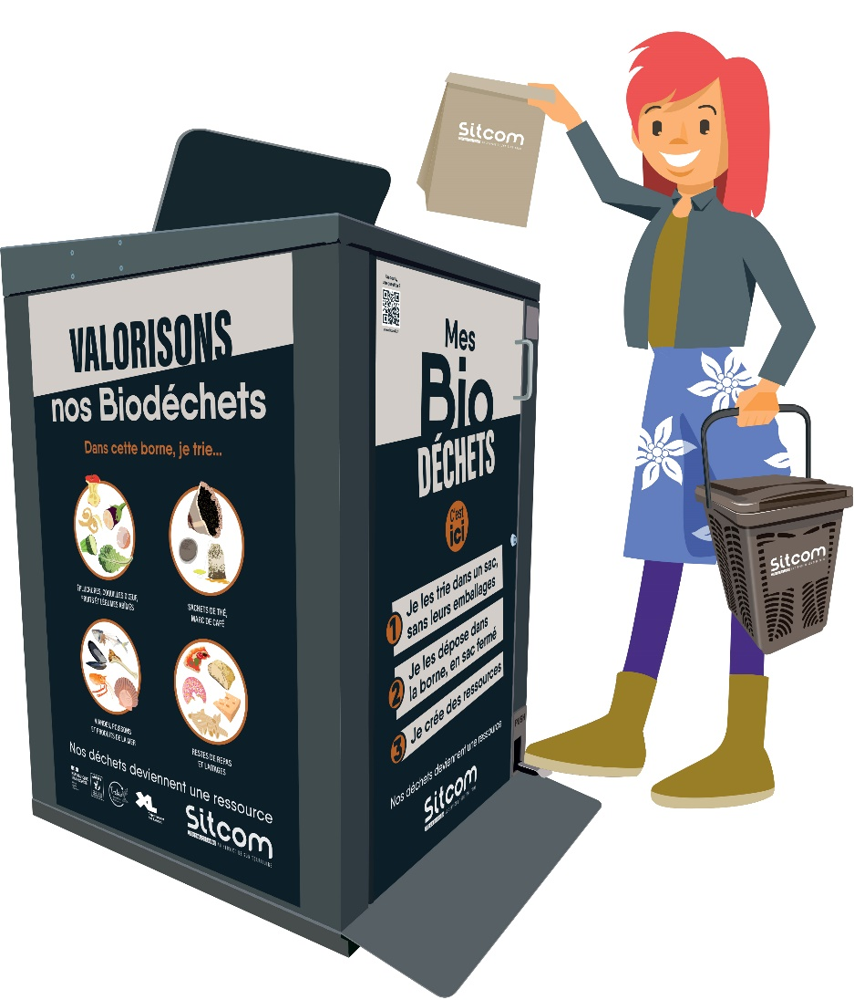 Sitcom
VALORISONS
nos Biodéchets
Dans cette borne, je trie...
ÉPLUCHURES, COQUILLES D'ŒUF,
FRUITS ET LÉGUMES ABÎMÉS
SACHETS DE THÉ,
MARC DE CAFÉ
VIANDES, POISSONS
ET PRODUITS DE LA MER
RESTES DE REPAS
ET LAITAGES
Nos déchets deviennent une ressource
XL
Sitcom
Mes
Bio
DÉCHETS
C'est
ici
1 Je les trie dans un sac,
sans leurs emballages
2 Je les dépose dans
la borne, en sac fermé
3 Je crée des ressources
Nos déchets deviennent une ressource
Sitcom
Sitcom